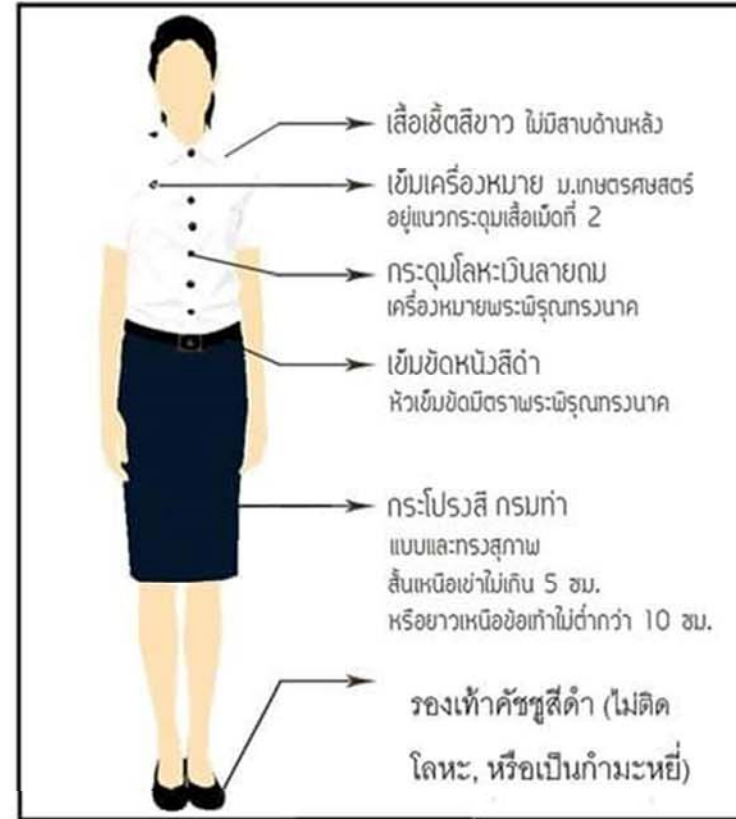 เสื้อเชิ้ตสีขาว ไม่มีสาบด้านหลัง
เข็มเครื่องหมาย ม.เกษตรศษสตร์
อยู่แนวกระดุมเสื้อเม็ดที่ 2
กระดุมโลหะเงินลายถม
เครื่องหมายพระพิรุณทรงนาค
เข็มขัดหนังสีดำ
หัวเข็มขัดมีตราพระพิรุณทรงนาค
กระโปรงสี กรมท่า
แบบและทรงสุภาพ
สั้นเหนือเข่าไม่เกิน 5 ซม.
หรือยาวเหนือข้อเท้าไม่ต่ำกว่า 10 ซม.
รองเท้าคัชชูสีดำ (ไม่ติด
โลหะ, หรือเป็นกำมะหยี่)